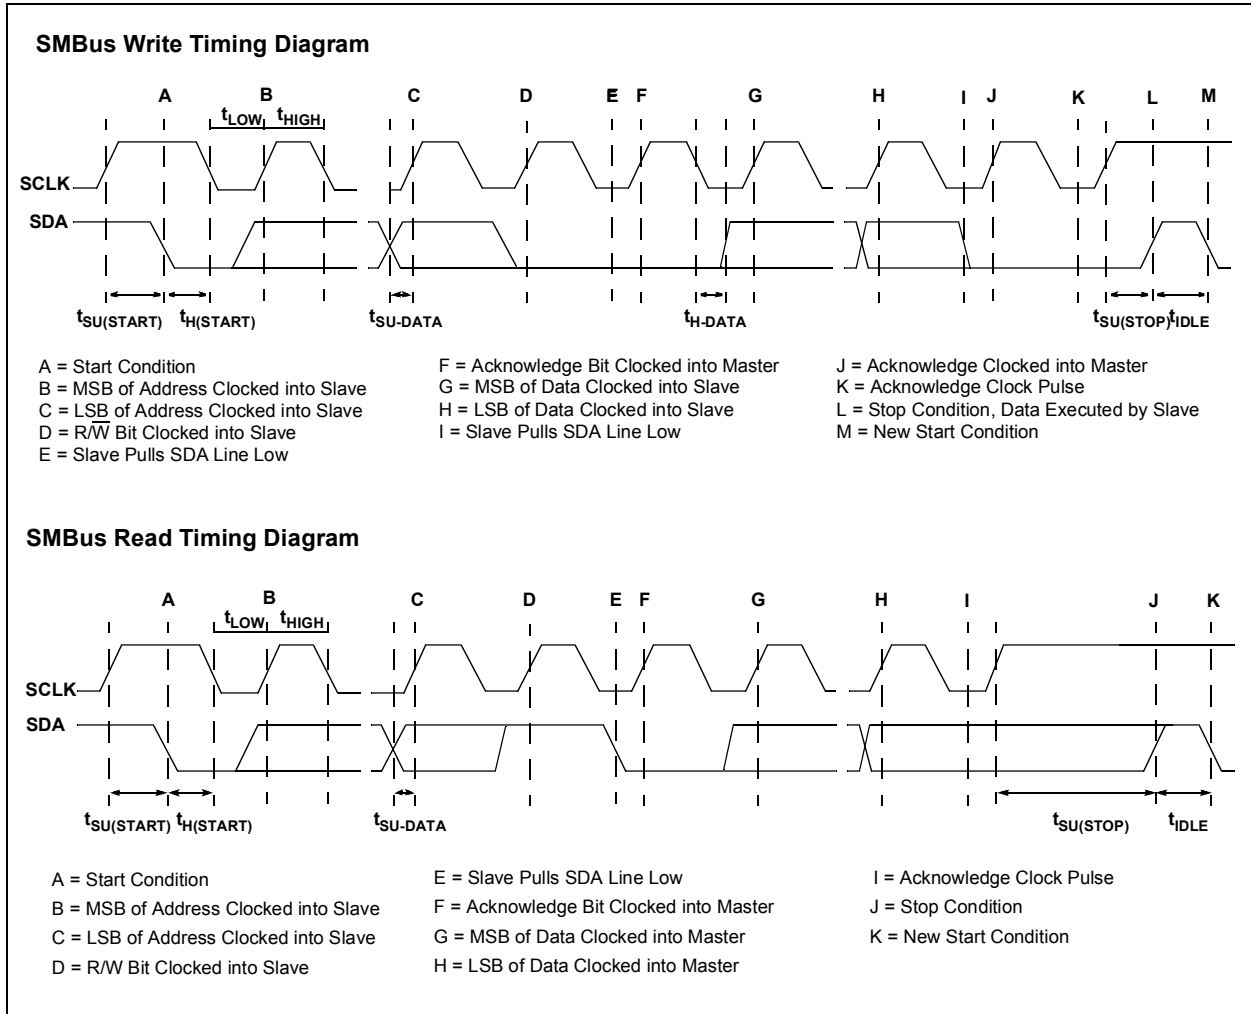 SMBus Write Timing Diagram
A B C D E F G H I J K L M
tLOW tHIGH
SCLK
SDA
tSU(START) tH(START) tSU-DATA tH-DATA tSU(STOP) tIDLE
A = Start Condition
B = MSB of Address Clocked into Slave
C = LSB of Address Clocked into Slave
D = R/W̅ Bit Clocked into Slave
E = Slave Pulls SDA Line Low
F = Acknowledge Bit Clocked into Master
G = MSB of Data Clocked into Slave
H = LSB of Data Clocked into Slave
I = Slave Pulls SDA Line Low
J = Acknowledge Clocked into Master
K = Acknowledge Clock Pulse
L = Stop Condition, Data Executed by Slave
M = New Start Condition
SMBus Read Timing Diagram
A B C D E F G H I J K
tLOW tHIGH
SCLK
SDA
tSU(START) tH(START) tSU-DATA tSU(STOP) tIDLE
A = Start Condition
B = MSB of Address Clocked into Slave
C = LSB of Address Clocked into Slave
D = R/W Bit Clocked into Slave
E = Slave Pulls SDA Line Low
F = Acknowledge Bit Clocked into Master
G = MSB of Data Clocked into Master
H = LSB of Data Clocked into Master
I = Acknowledge Clock Pulse
J = Stop Condition
K = New Start Condition